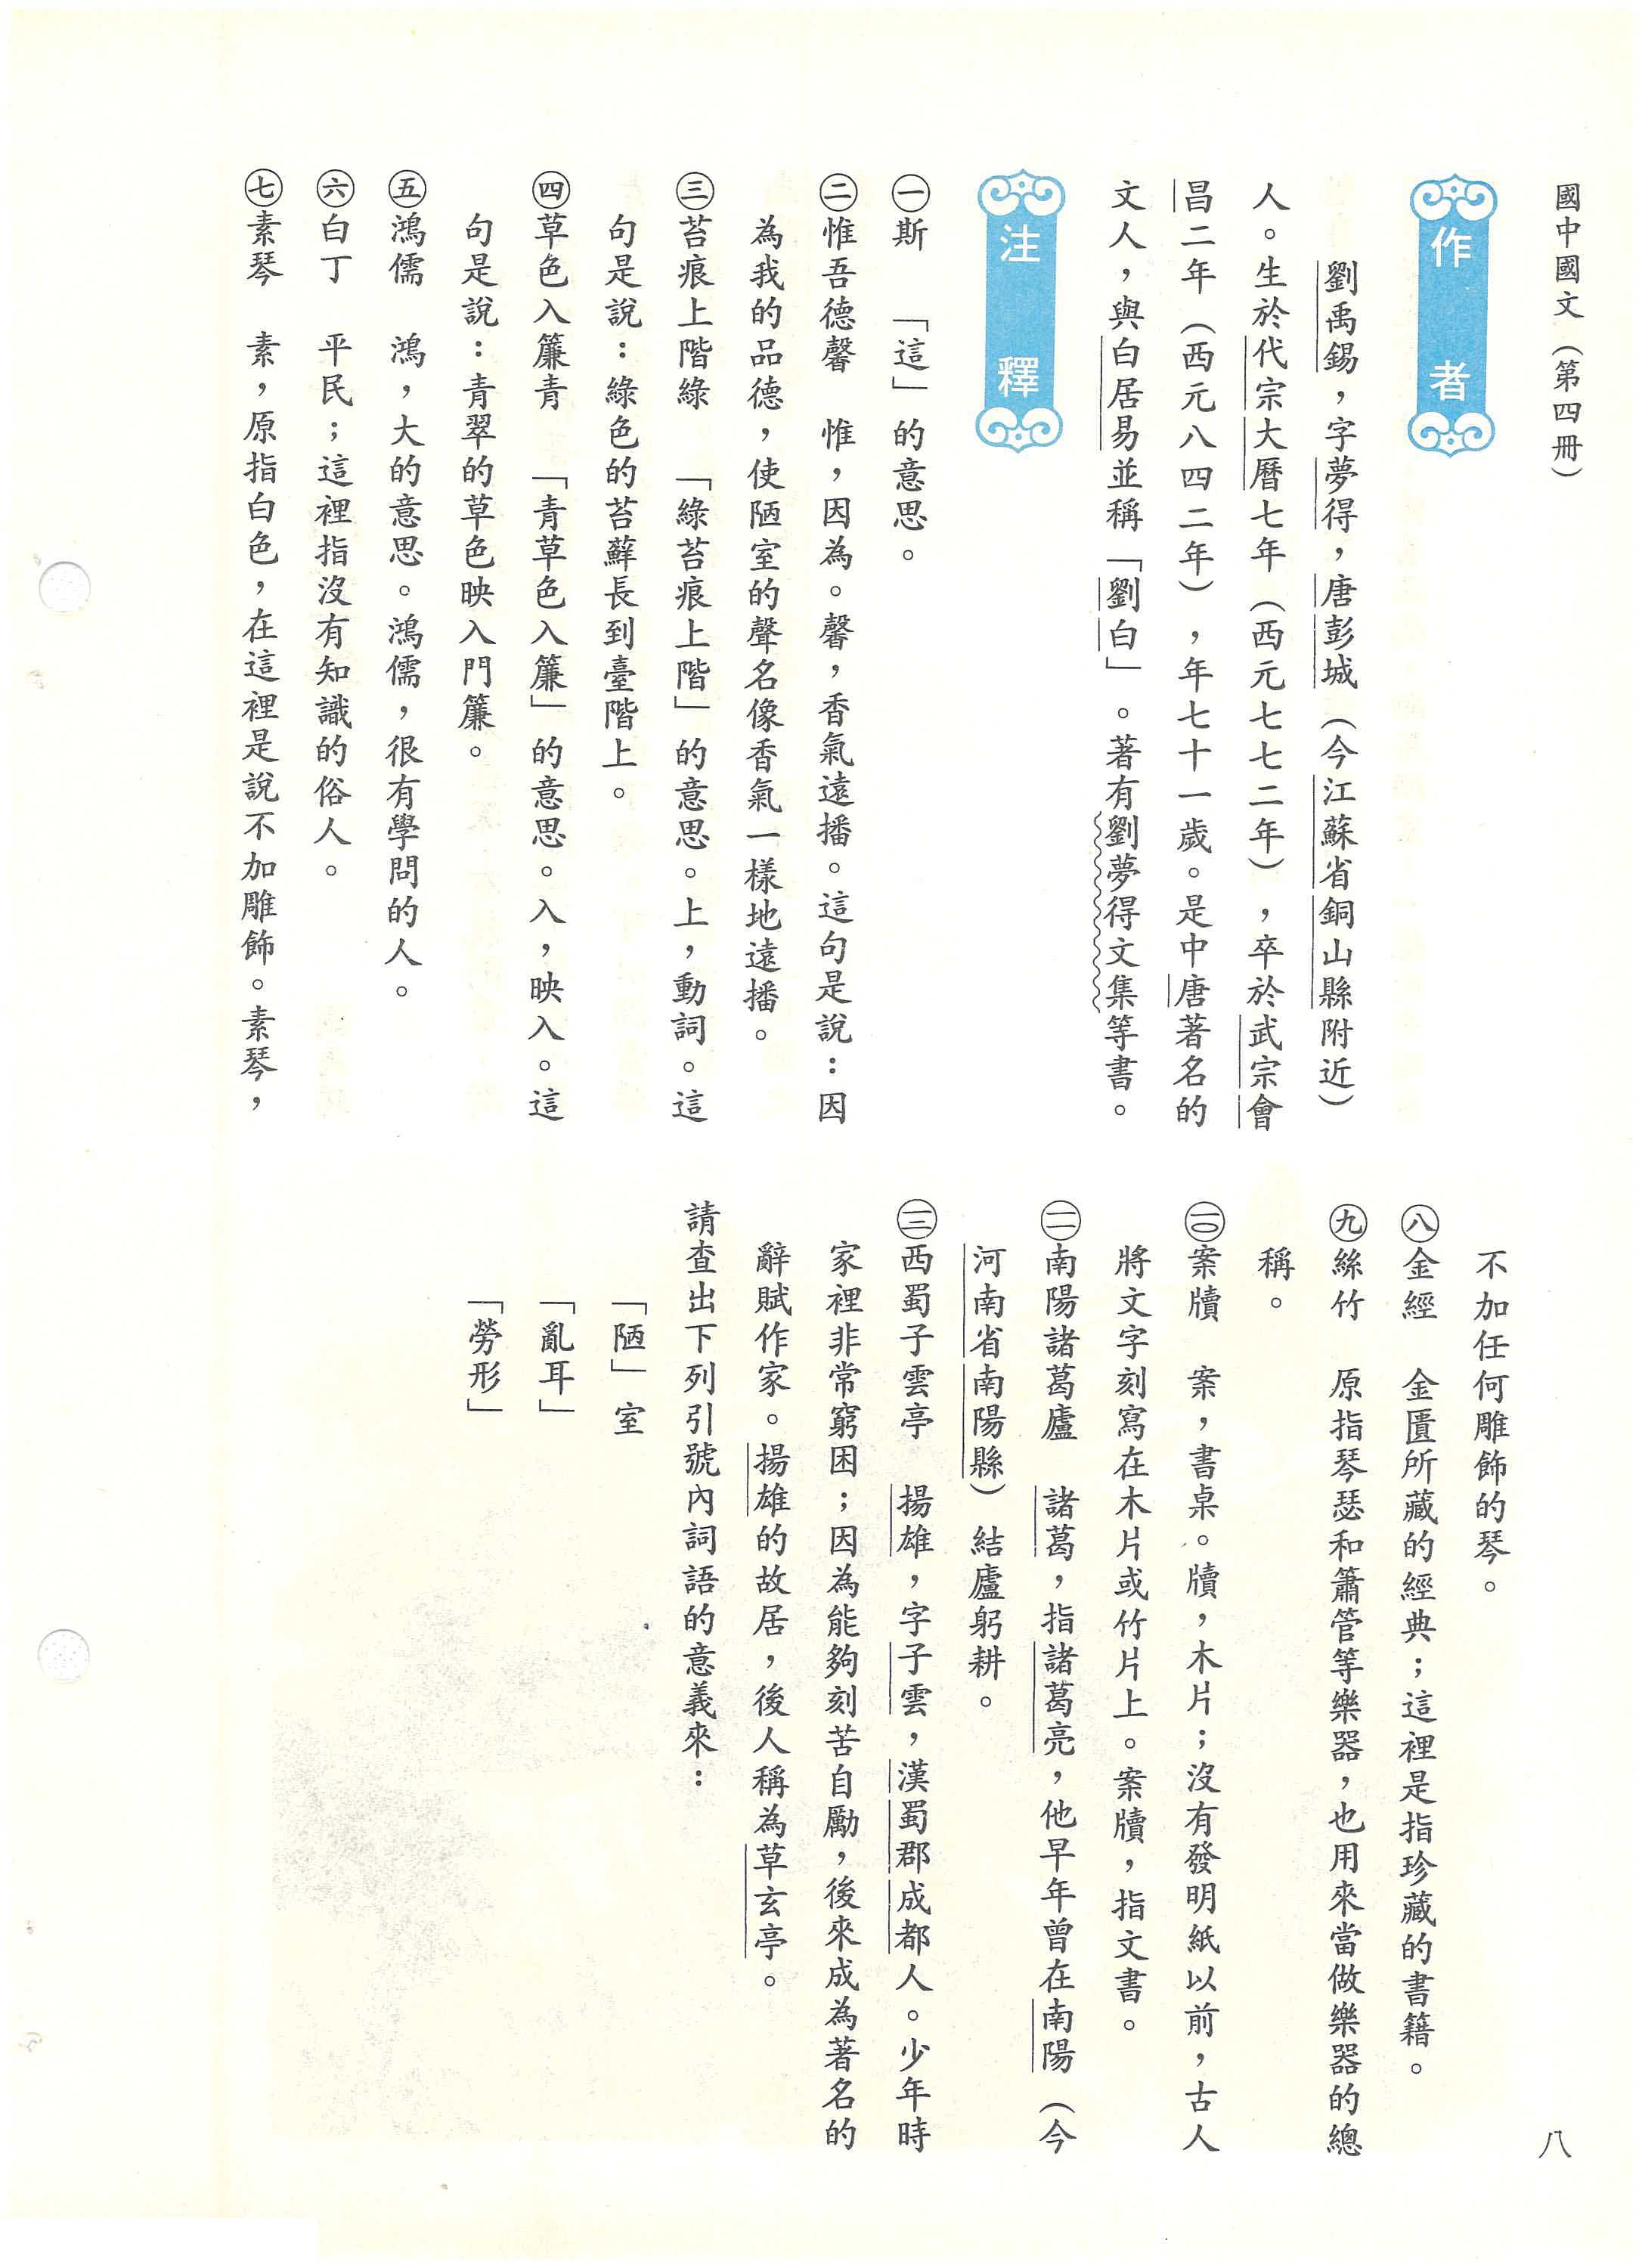 國中國文（第四冊）
作者
劉禹錫，字夢得，唐彭城（今江蘇省銅山縣附近）
人。生於代宗大曆七年（西元七七二年），卒於武宗會
昌二年（西元八四二年），年七十一歲。是中唐著名的
文人，與白居易並稱「劉白」。著有劉夢得文集等書。
注釋
㊀斯　「這」的意思。
㊁惟吾德馨　惟，因為。馨，香氣遠播。這句是說：因
為我的品德，使陋室的聲名像香氣一樣地遠播。
㊂苔痕上階綠　「綠苔痕上階」的意思。上，動詞。這
句是說：綠色的苔蘚長到臺階上。
㊃草色入簾青　「青草色入簾」的意思。入，映入。這
句是說：青翠的草色映入門簾。
㊄鴻儒　鴻，大的意思。鴻儒，很有學問的人。
㊅白丁　平民；這裡指沒有知識的俗人。
㊆素琴　素，原指白色，在這裡是說不加雕飾。素琴，
不加任何雕飾的琴。
㊇金經　金匱所藏的經典；這裡是指珍藏的書籍。
㊈絲竹　原指琴瑟和簫管等樂器，也用來當做樂器的總
稱。
一〇案牘　案，書桌。牘，木片；沒有發明紙以前，古人
將文字刻寫在木片或竹片上。案牘，指文書。
一一南陽諸葛廬　諸葛，指諸葛亮，他早年曾在南陽（今
河南省南陽縣）結廬躬耕。
一二西蜀子雲亭　揚雄，字子雲，漢蜀郡成都人。少年時
家裡非常窮困；因為能夠刻苦自勵，後來成為著名的
辭賦作家。揚雄的故居，後人稱為草玄亭。
請查出下列引號內詞語的意義來：
「陋」室
「亂耳」
「勞形」
八